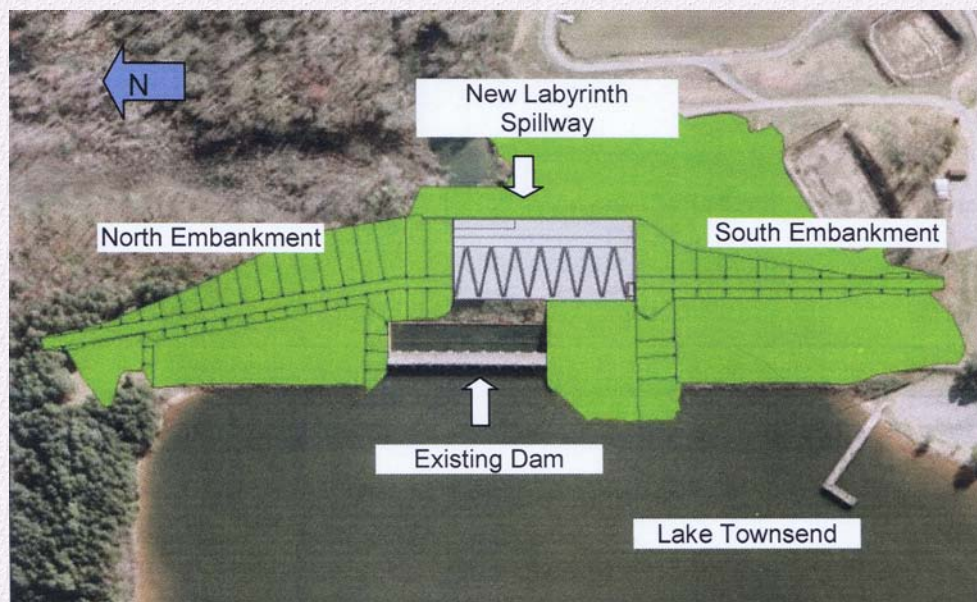 N
New Labyrinth
Spillway
North Embankment
South Embankment
Existing Dam
Lake Townsend